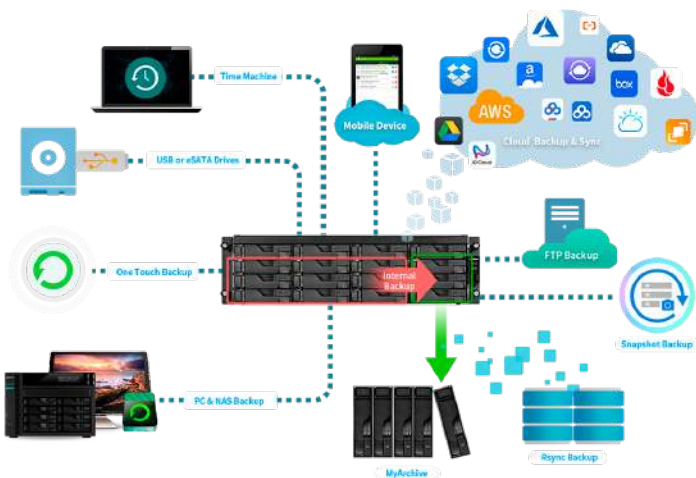 Time Machine
Mobile Device
AWS
box
Cloud Backup & Sync
USB or eSATA Drives
One Touch Backup
Internal
Backup
FTP Backup
Snapshot Backup
PC & NAS Backup
MyArchive
Rsync Backup